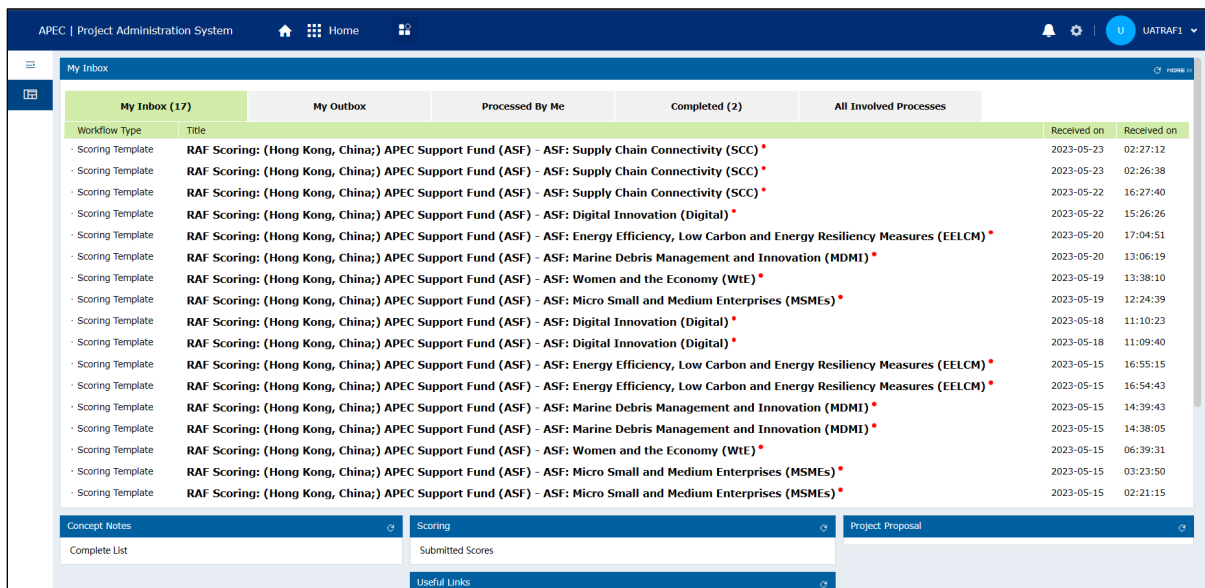 APEC | Project Administration System Home U UATRAF1
My Inbox MORE >>
My Inbox (17) My Outbox Processed By Me Completed (2) All Involved Processes
Workflow Type Title Received on Received on
· Scoring Template RAF Scoring: (Hong Kong, China;) APEC Support Fund (ASF) - ASF: Supply Chain Connectivity (SCC) 2023-05-23 02:27:12
· Scoring Template RAF Scoring: (Hong Kong, China;) APEC Support Fund (ASF) - ASF: Supply Chain Connectivity (SCC) 2023-05-23 02:26:38
· Scoring Template RAF Scoring: (Hong Kong, China;) APEC Support Fund (ASF) - ASF: Supply Chain Connectivity (SCC) 2023-05-22 16:27:40
· Scoring Template RAF Scoring: (Hong Kong, China;) APEC Support Fund (ASF) - ASF: Digital Innovation (Digital) 2023-05-22 15:26:26
· Scoring Template RAF Scoring: (Hong Kong, China;) APEC Support Fund (ASF) - ASF: Energy Efficiency, Low Carbon and Energy Resiliency Measures (EELCM) 2023-05-20 17:04:51
· Scoring Template RAF Scoring: (Hong Kong, China;) APEC Support Fund (ASF) - ASF: Marine Debris Management and Innovation (MDMI) 2023-05-20 13:06:19
· Scoring Template RAF Scoring: (Hong Kong, China;) APEC Support Fund (ASF) - ASF: Women and the Economy (WtE) 2023-05-19 13:38:10
· Scoring Template RAF Scoring: (Hong Kong, China;) APEC Support Fund (ASF) - ASF: Micro Small and Medium Enterprises (MSMEs) 2023-05-19 12:24:39
· Scoring Template RAF Scoring: (Hong Kong, China;) APEC Support Fund (ASF) - ASF: Digital Innovation (Digital) 2023-05-18 11:10:23
· Scoring Template RAF Scoring: (Hong Kong, China;) APEC Support Fund (ASF) - ASF: Digital Innovation (Digital) 2023-05-18 11:09:40
· Scoring Template RAF Scoring: (Hong Kong, China;) APEC Support Fund (ASF) - ASF: Energy Efficiency, Low Carbon and Energy Resiliency Measures (EELCM) 2023-05-15 16:55:15
· Scoring Template RAF Scoring: (Hong Kong, China;) APEC Support Fund (ASF) - ASF: Energy Efficiency, Low Carbon and Energy Resiliency Measures (EELCM) 2023-05-15 16:54:43
· Scoring Template RAF Scoring: (Hong Kong, China;) APEC Support Fund (ASF) - ASF: Marine Debris Management and Innovation (MDMI) 2023-05-15 14:39:43
· Scoring Template RAF Scoring: (Hong Kong, China;) APEC Support Fund (ASF) - ASF: Marine Debris Management and Innovation (MDMI) 2023-05-15 14:38:05
· Scoring Template RAF Scoring: (Hong Kong, China;) APEC Support Fund (ASF) - ASF: Women and the Economy (WtE) 2023-05-15 06:39:31
· Scoring Template RAF Scoring: (Hong Kong, China;) APEC Support Fund (ASF) - ASF: Micro Small and Medium Enterprises (MSMEs) 2023-05-15 03:23:50
· Scoring Template RAF Scoring: (Hong Kong, China;) APEC Support Fund (ASF) - ASF: Micro Small and Medium Enterprises (MSMEs) 2023-05-15 02:21:15
Concept Notes Scoring Project Proposal
Complete List Submitted Scores
Useful Links